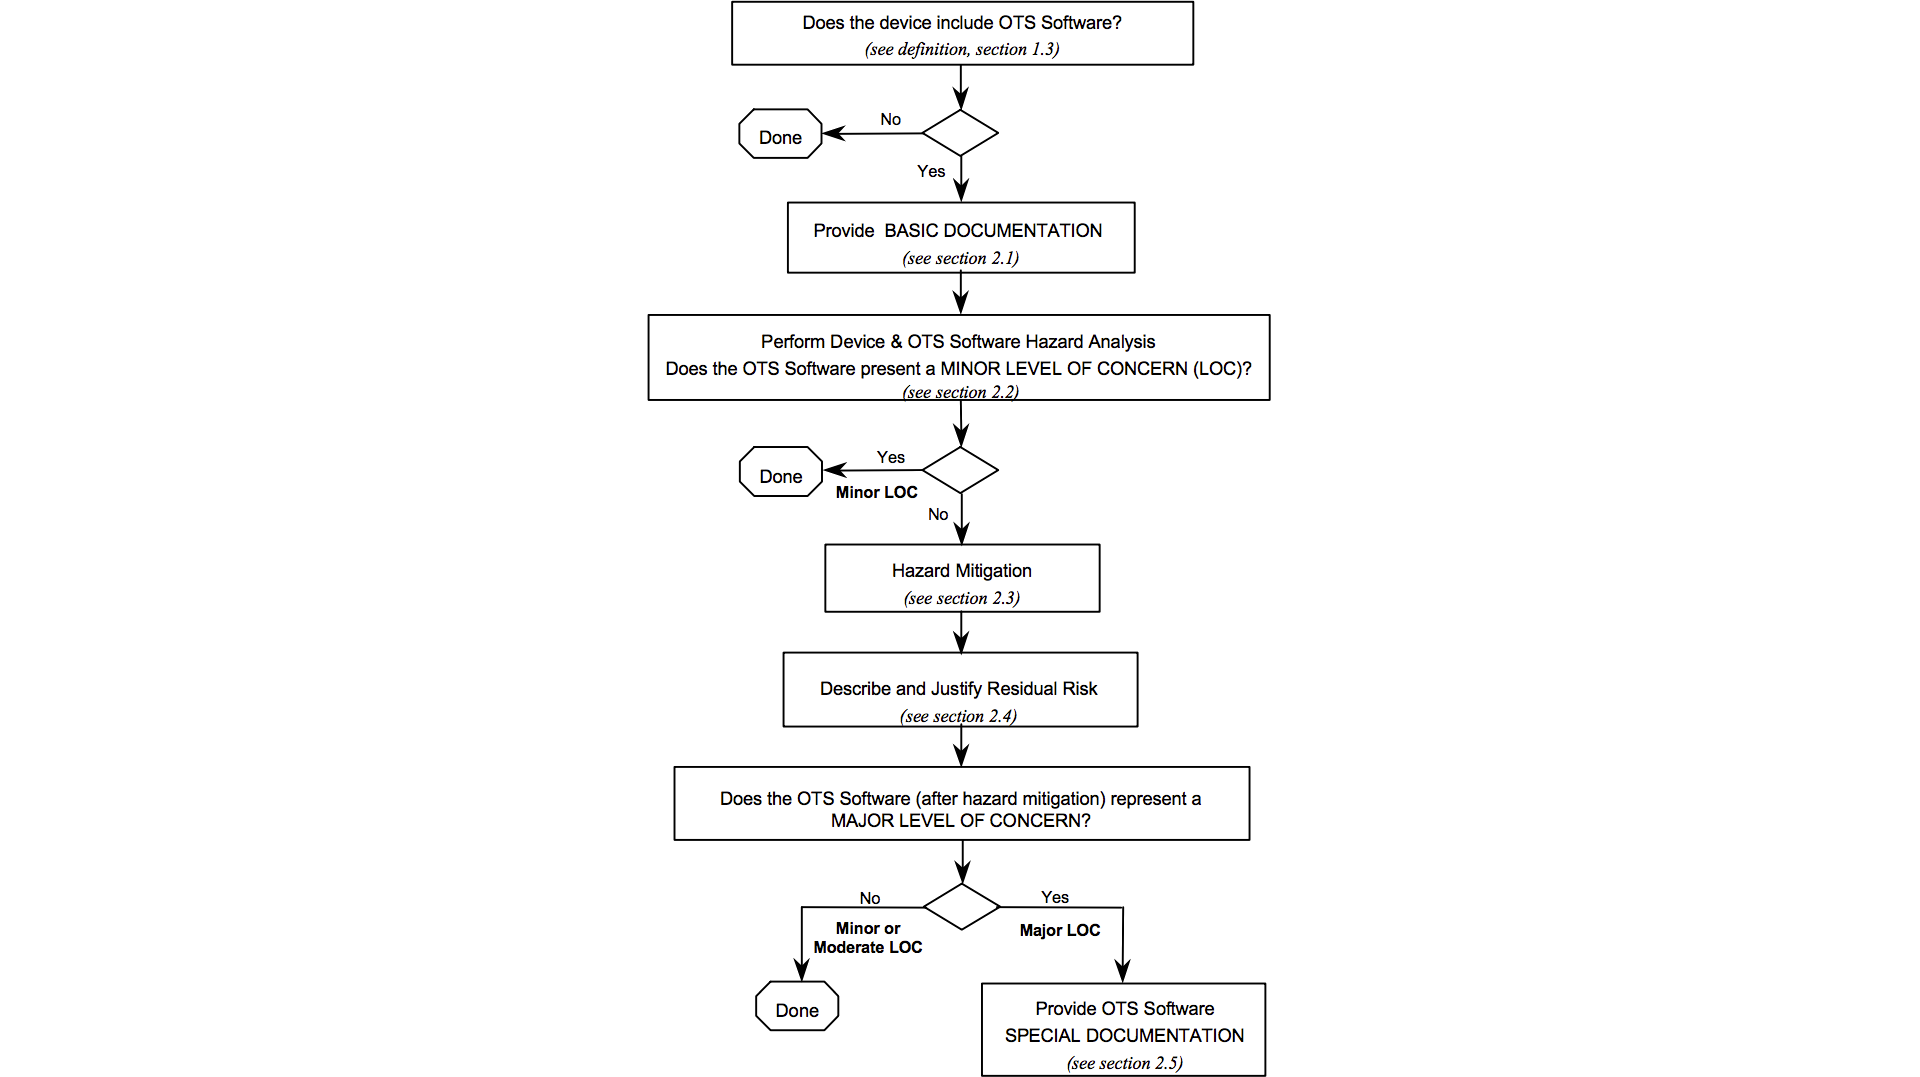 Does the device include OTS Software?
(see definition, section 1.3)
No
Done
Yes
Provide BASIC DOCUMENTATION
(see section 2.1)
Perform Device & OTS Software Hazard Analysis
Does the OTS Software present a MINOR LEVEL OF CONCERN (LOC)?
(see section 2.2)
Yes
Done
Minor LOC
No
Hazard Mitigation
(see section 2.3)
Describe and Justify Residual Risk
(see section 2.4)
Does the OTS Software (after hazard mitigation) represent a
MAJOR LEVEL OF CONCERN?
No
Yes
Minor or
Moderate LOC
Major LOC
Done
Provide OTS Software
SPECIAL DOCUMENTATION
(see section 2.5)